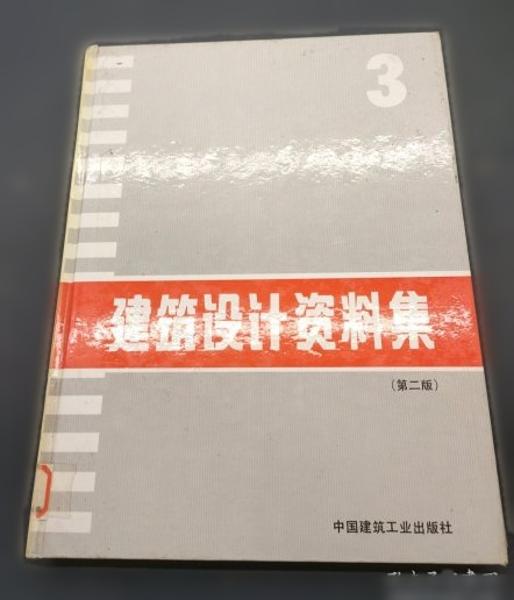 3
建筑设计资料集
(第二版)
中国建筑工业出版社